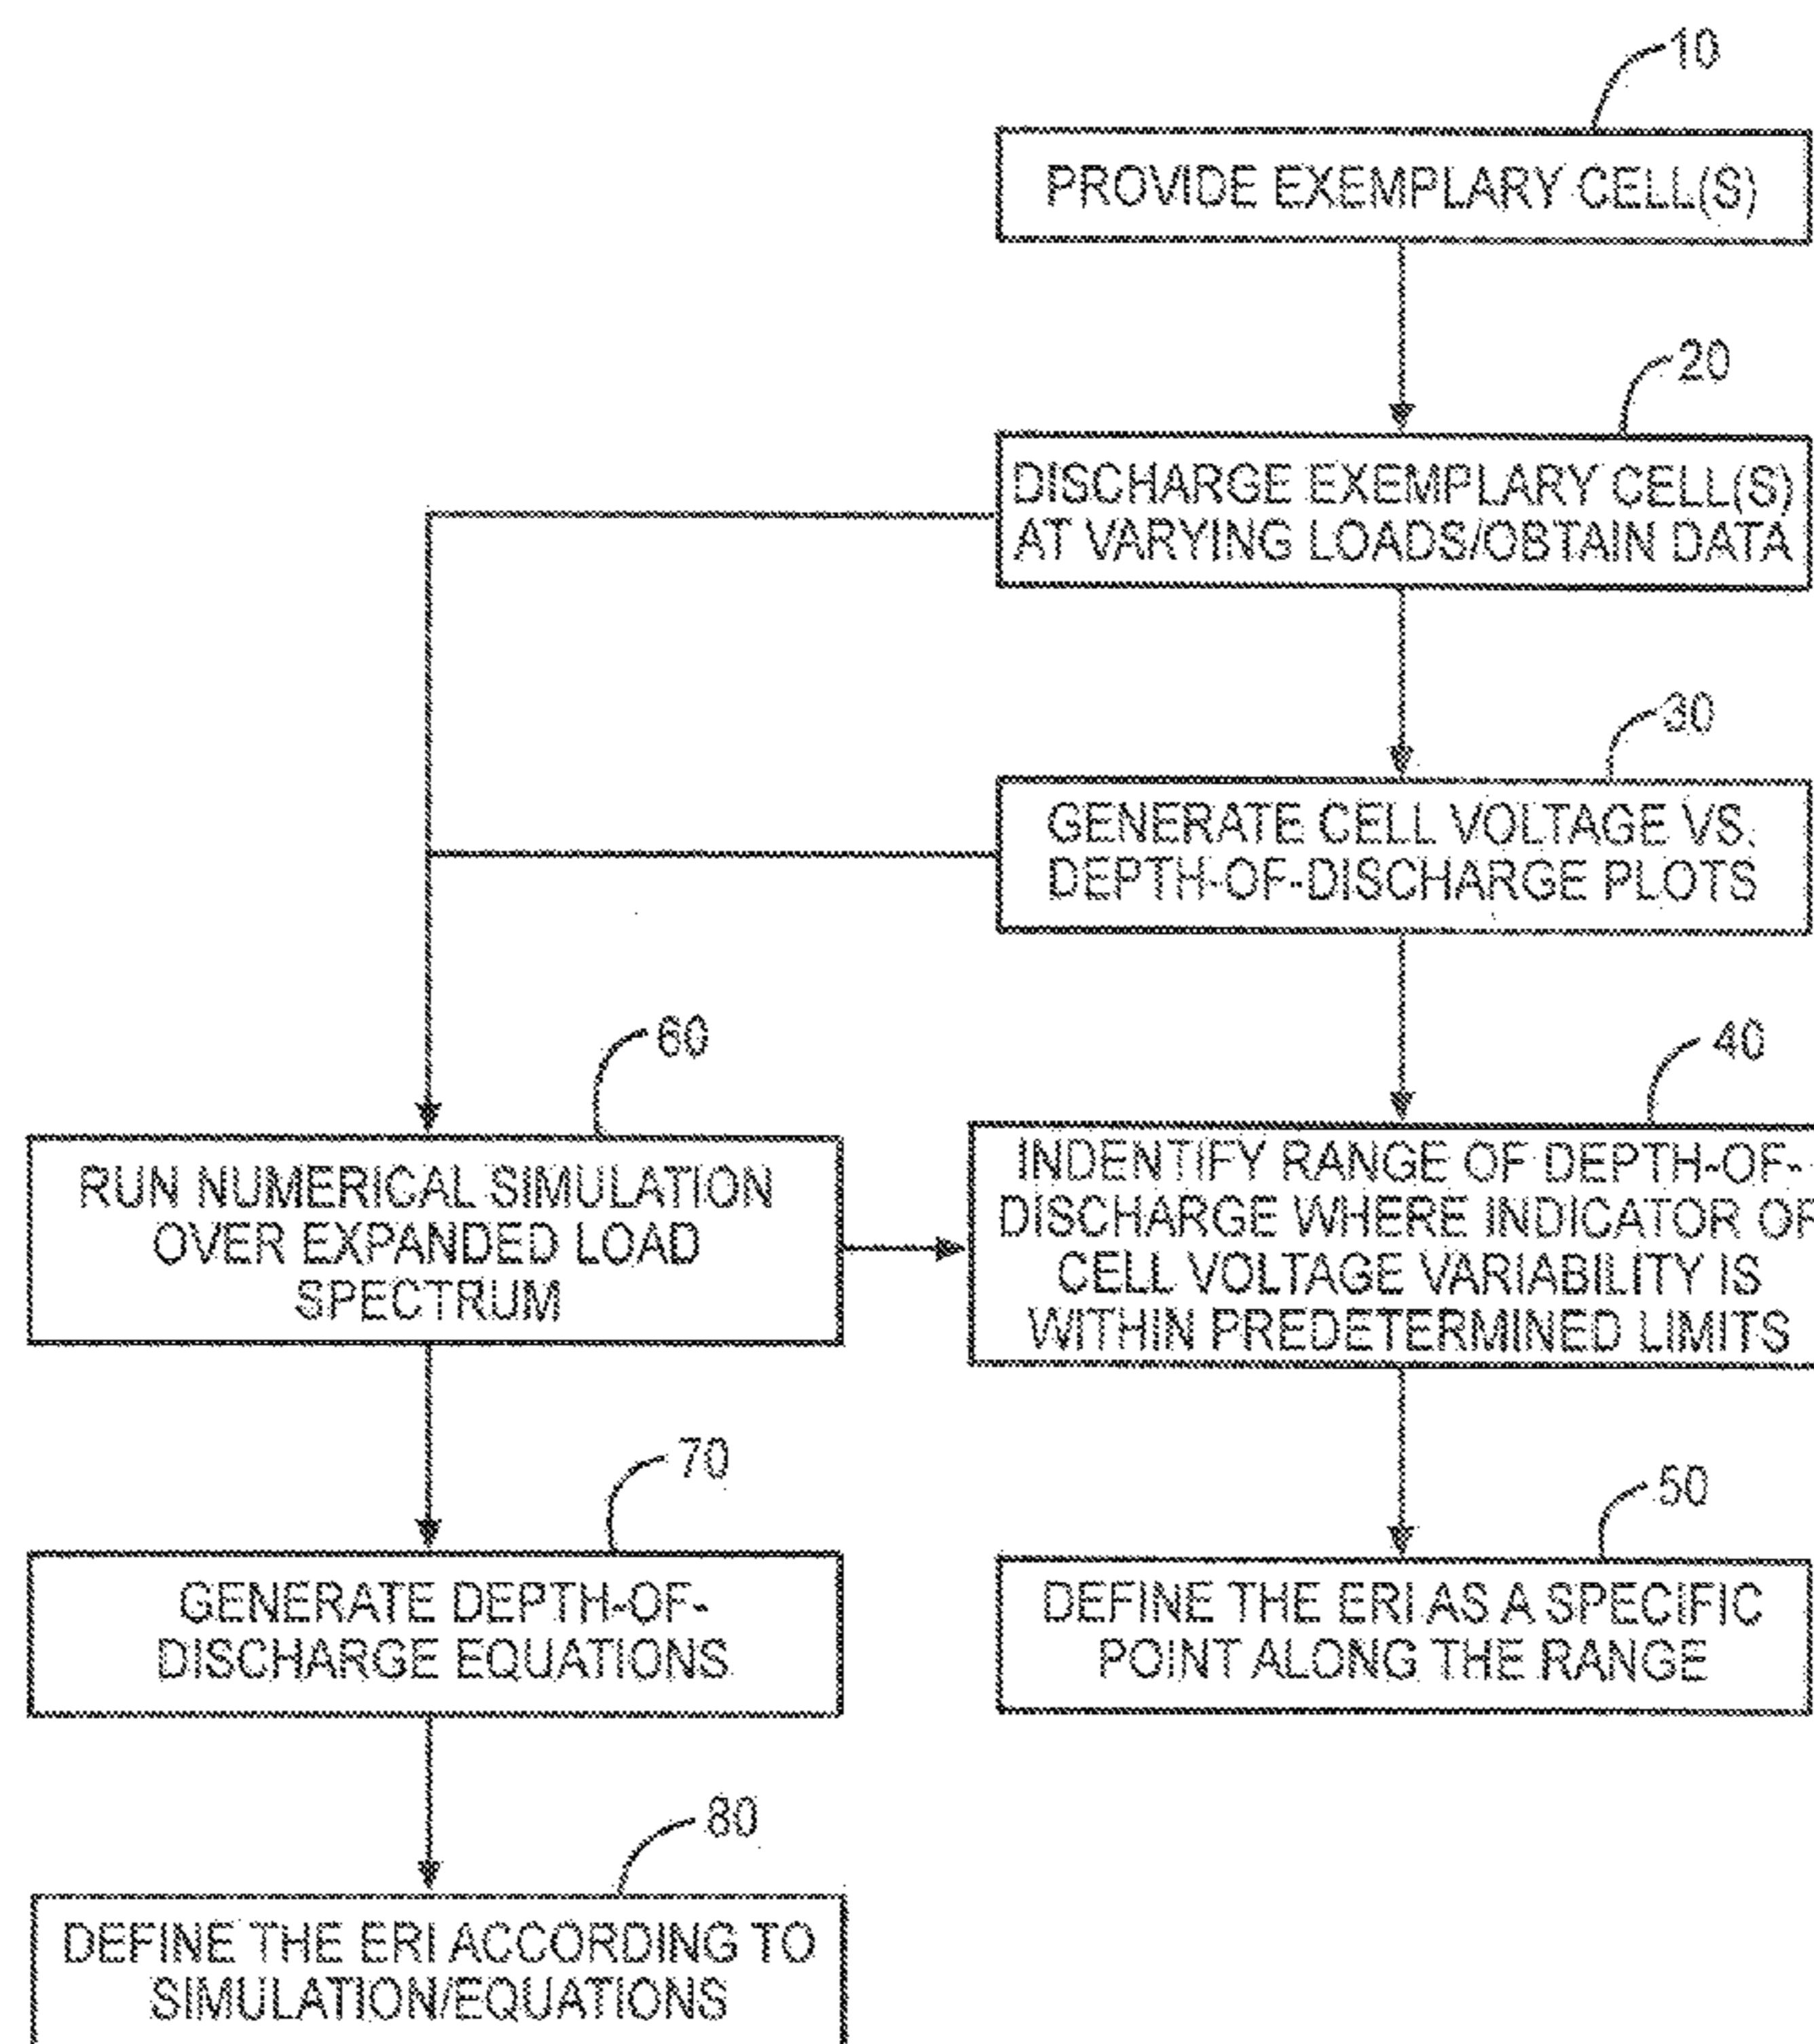 10
PROVIDE EXEMPLARY CELL(S)
20
DISCHARGE EXEMPLARY CELL(S)
AT VARYING LOADS/OBTAIN DATA
30
GENERATE CELL VOLTAGE VS.
DEPTH-OF-DISCHARGE PLOTS
60
RUN NUMERICAL SIMULATION
OVER EXPANDED LOAD
SPECTRUM
40
INDENTIFY RANGE OF DEPTH-OF-
DISCHARGE WHERE INDICATOR OF
CELL VOLTAGE VARIABILITY IS
WITHIN PREDETERMINED LIMITS
70
GENERATE DEPTH-OF-
DISCHARGE EQUATIONS
50
DEFINE THE ERI AS A SPECIFIC
POINT ALONG THE RANGE
80
DEFINE THE ERI ACCORDING TO
SIMULATION/EQUATIONS